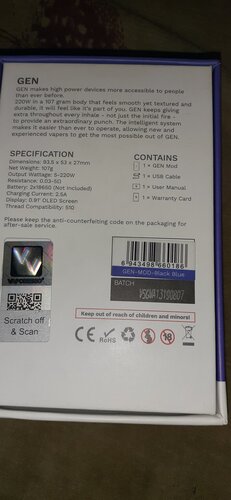 GEN
GEN makes high power devices more accessible to people
than ever before.
220W in a 107 gram body that feels smooth yet textured and
durable, it will feel like it's part of you. GEN keeps giving
extra throughout every inhale - not just the initial fire -
to provide an extraordinary punch. The intelligent system
makes it easier than ever to operate, allowing new and
experienced vapers to get the most possible out of GEN.
SPECIFICATION
Dimensions: 93.5 x 53 x 27mm
Net Weight: 107g
Output Wattage: 5-220W
Resistance: 0.03-5Ω
Battery: 2x18650 (Not included)
Charging Current: 2.5A
Display: 0.91" OLED Screen
Thread Compatibility: 510
CONTAINS
1 × GEN Mod
1 × USB Cable
1 × User Manual
1 × Warranty Card
Please keep the anti-counterfeiting code on the packaging for
after-sale service.
VAPORESSO
Scratch off
& Scan
6 943498 660186
GEN-MOD-Black Blue
BATCH
CE RoHS
18
Keep out of reach of children and minors!